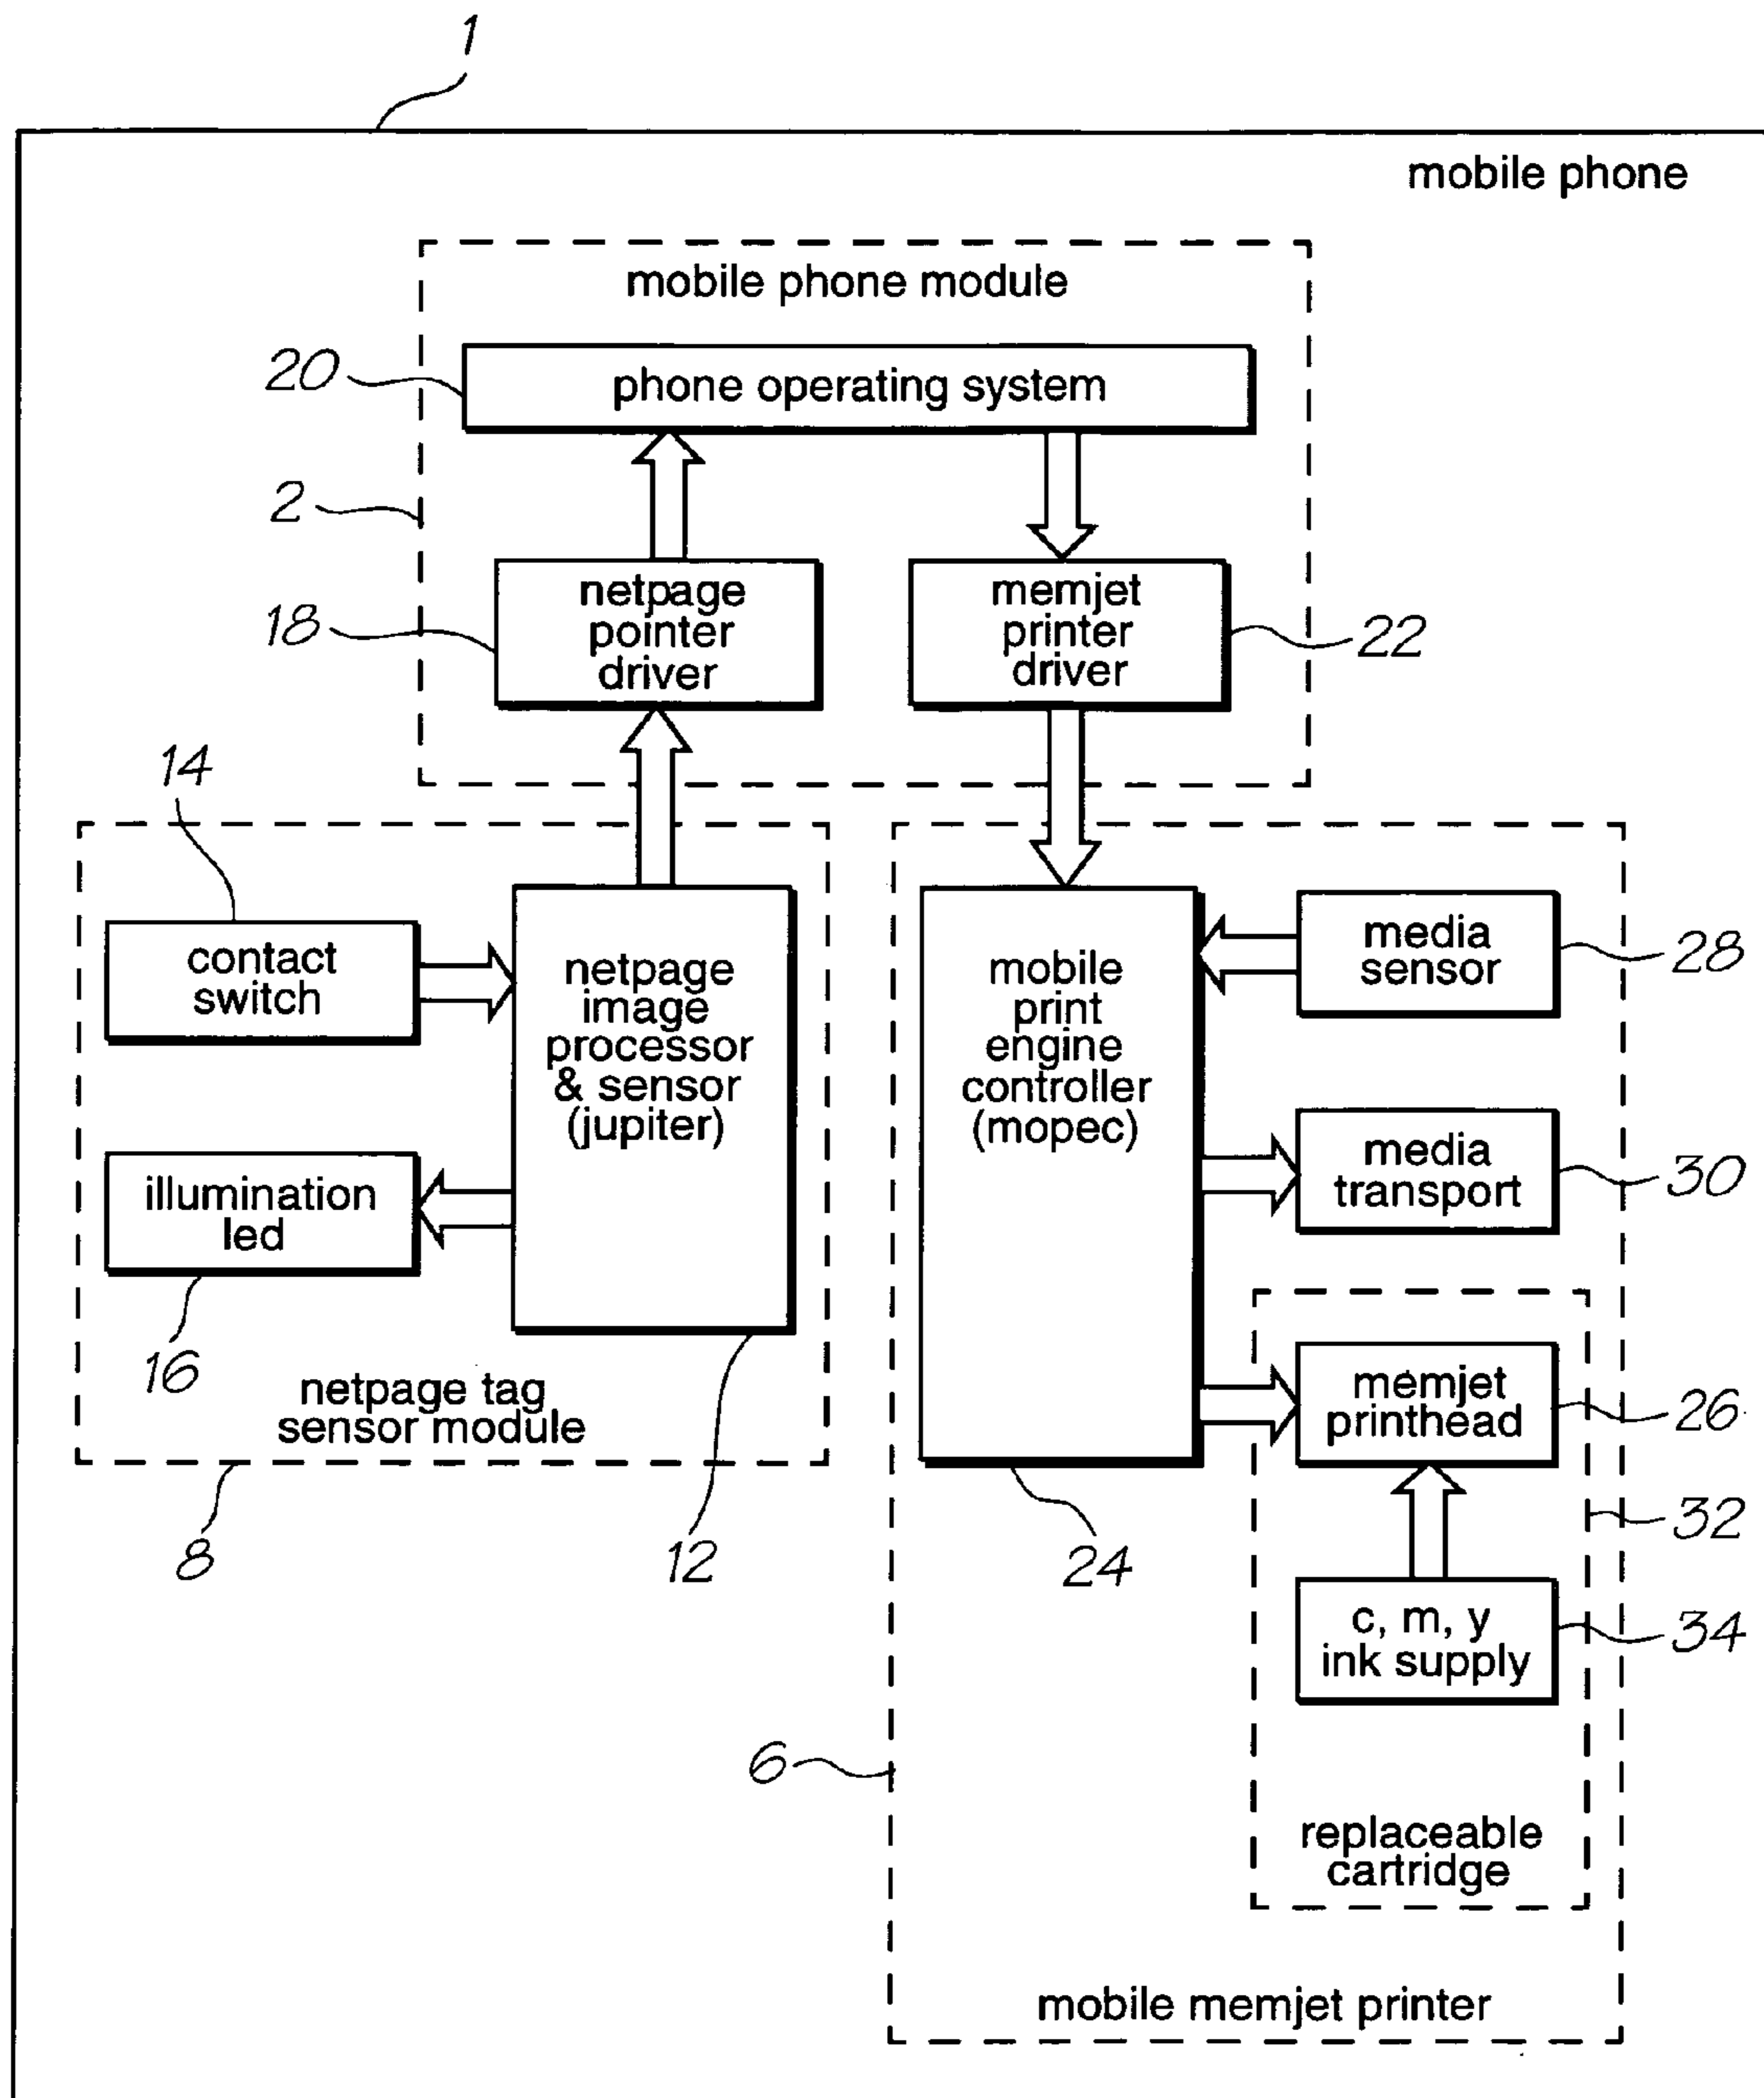 1
mobile phone
mobile phone module
20
phone operating system
2
18
netpage
pointer
driver
memjet
printer
driver
22
14
contact
switch
netpage
image
processor
& sensor
(jupiter)
illumination
led
16
netpage tag
sensor module
8
12
mobile
print
engine
controller
(mopec)
media
sensor
28
media
transport
30
memjet
printhead
26
24
32
c, m, y
ink supply
34
6
replaceable
cartridge
mobile memjet printer